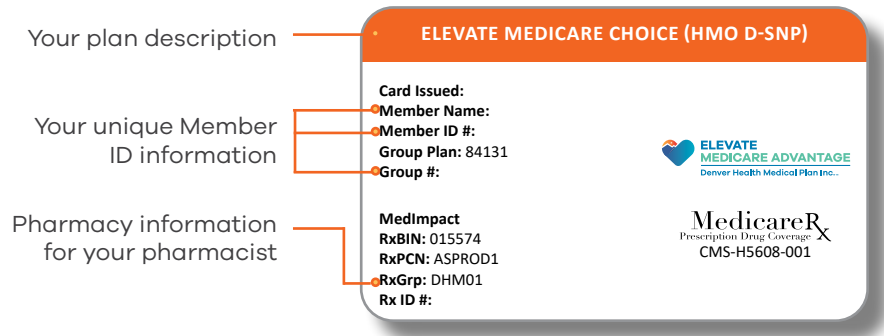 Your plan description
ELEVATE MEDICARE CHOICE (HMO D-SNP)
Your unique Member
ID information
Card Issued:
Member Name:
Member ID #:
Group Plan: 84131
Group #:
ELEVATE
MEDICARE ADVANTAGE
Denver Health Medical Plan Inc..
Pharmacy information
for your pharmacist
MedImpact
RxBIN: 015574
RxPCN: ASPROD1
RxGrp: DHM01
Rx ID #:
MedicareRx
Prescription Drug Coverage
CMS-H5608-001